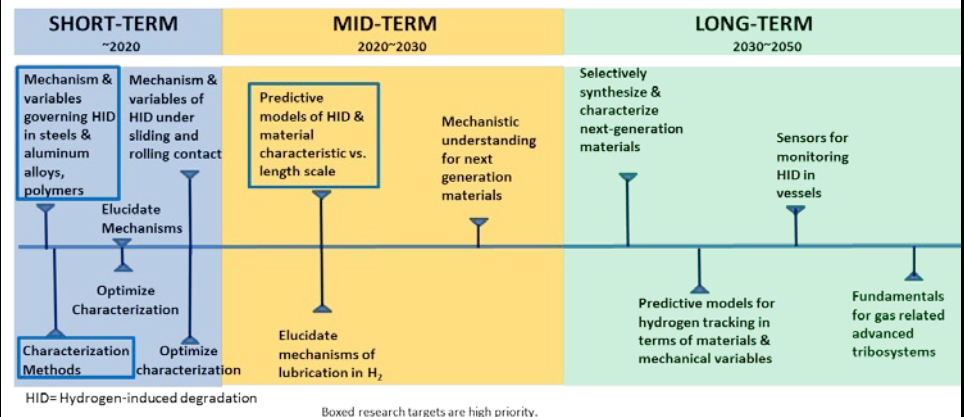 SHORT-TERM
~2020
MID-TERM
2020~2030
LONG-TERM
2030~2050
Mechanism &
variables
governing HID
in steels &
aluminum
alloys,
polymers
Mechanism &
variables of
HID under
sliding and
rolling contact
Elucidate
Mechanisms
Optimize
Characterization
Characterization
Methods
Optimize
characterization
Predictive
models of HID &
material
characteristic vs.
length scale
Mechanistic
understanding
for next
generation
materials
Elucidate
mechanisms of
lubrication in H₂
Selectively
synthesize &
characterize
next-generation
materials
Sensors for
monitoring
HID in
vessels
Predictive models for
hydrogen tracking in
terms of materials &
mechanical variables
Fundamentals
for gas related
advanced
tribosystems
HID= Hydrogen-induced degradation
Boxed research targets are high priority.